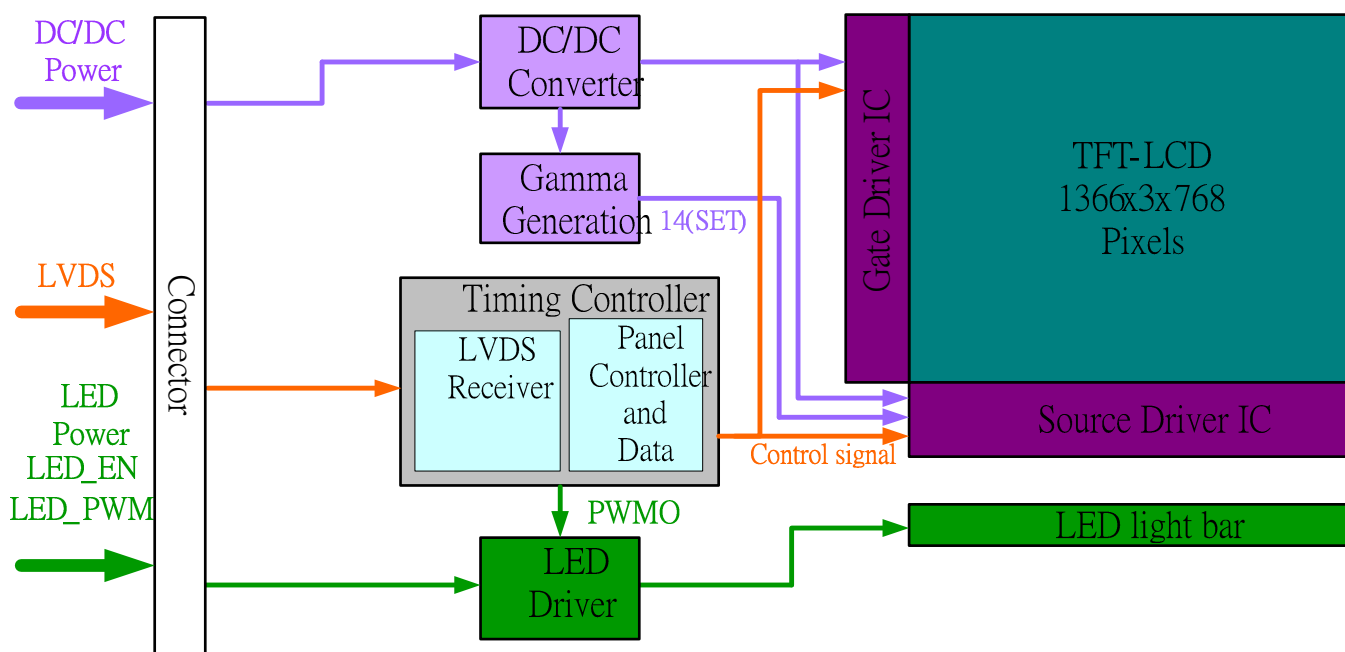 DC/DC
Power
LVDS
LED
Power
LED_EN
LED_PWM
Connector
DC/DC
Converter
Gamma
Generation
14(SET)
Timing Controller
LVDS
Receiver
Panel
Controller
and
Data
Control signal
PWMO
LED
Driver
Gate Driver IC
TFT-LCD
1366x3x768
Pixels
Source Driver IC
LED light bar